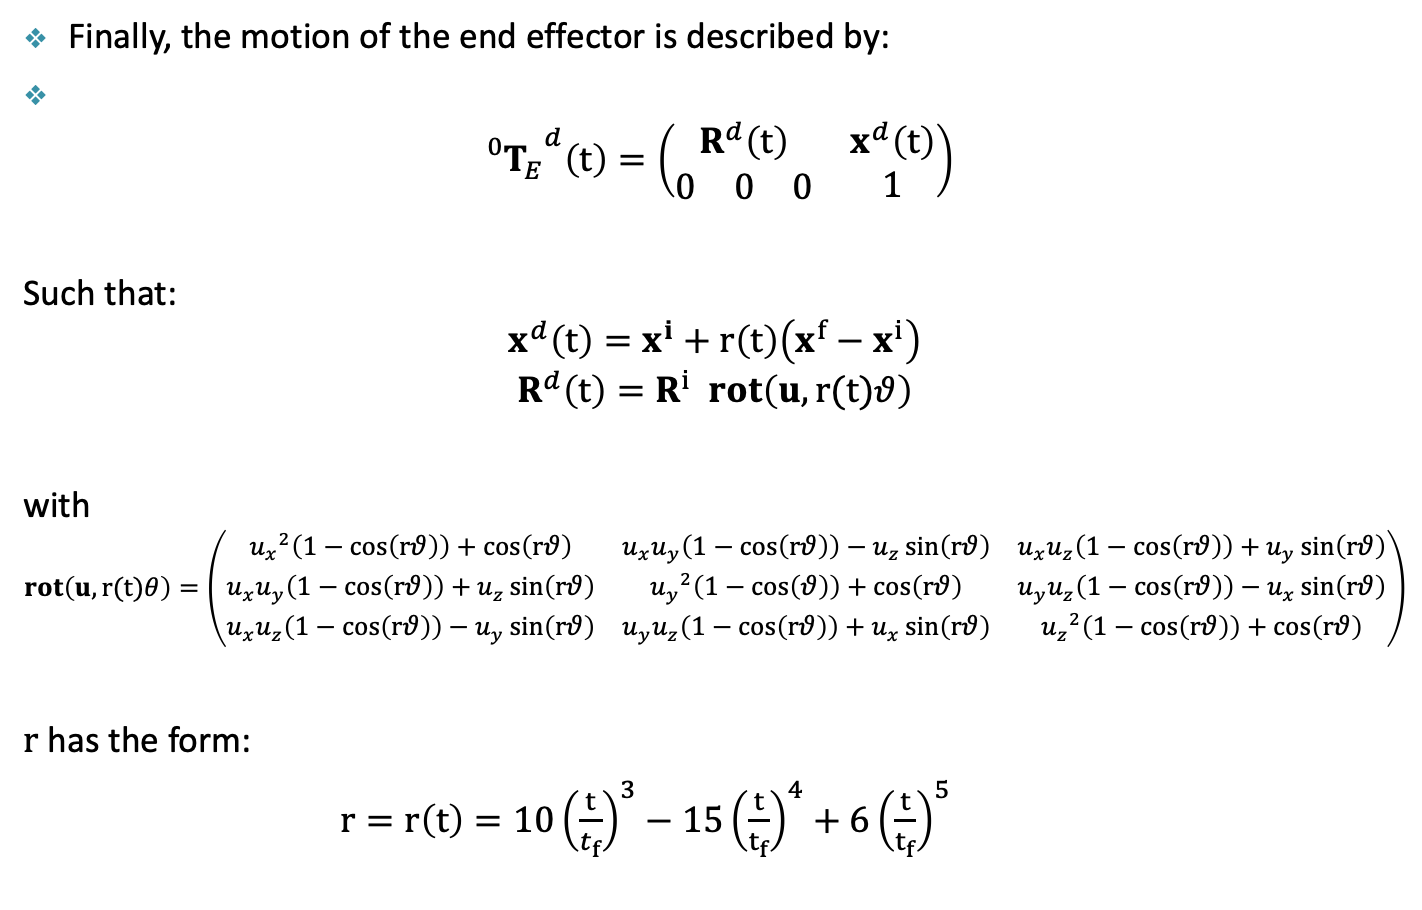 ❖ Finally, the motion of the end effector is described by:
❖
⁰𝐓_E^d(t) = ( 𝐑^d(t) 𝐱^d(t)
0 0 0 1 )
Such that:
𝐱^d(t) = 𝐱^𝐢 + r(t)(𝐱^f − 𝐱^i)
𝐑^d(t) = 𝐑^i 𝐫𝐨𝐭(𝐮, r(t)ϑ)
with
𝐫𝐨𝐭(𝐮, r(t)θ) = ( u_x²(1 − cos(rϑ)) + cos(rϑ) u_xu_y(1 − cos(rϑ)) − u_z sin(rϑ) u_xu_z(1 − cos(rϑ)) + u_y sin(rϑ)
u_xu_y(1 − cos(rϑ)) + u_z sin(rϑ) u_y²(1 − cos(ϑ)) + cos(rϑ) u_yu_z(1 − cos(rϑ)) − u_x sin(rϑ)
u_xu_z(1 − cos(rϑ)) − u_y sin(rϑ) u_yu_z(1 − cos(rϑ)) + u_x sin(rϑ) u_z²(1 − cos(rϑ)) + cos(rϑ) )
r has the form:
r = r(t) = 10 (t/t_f)³ − 15 (t/t_f)⁴ + 6 (t/t_f)⁵